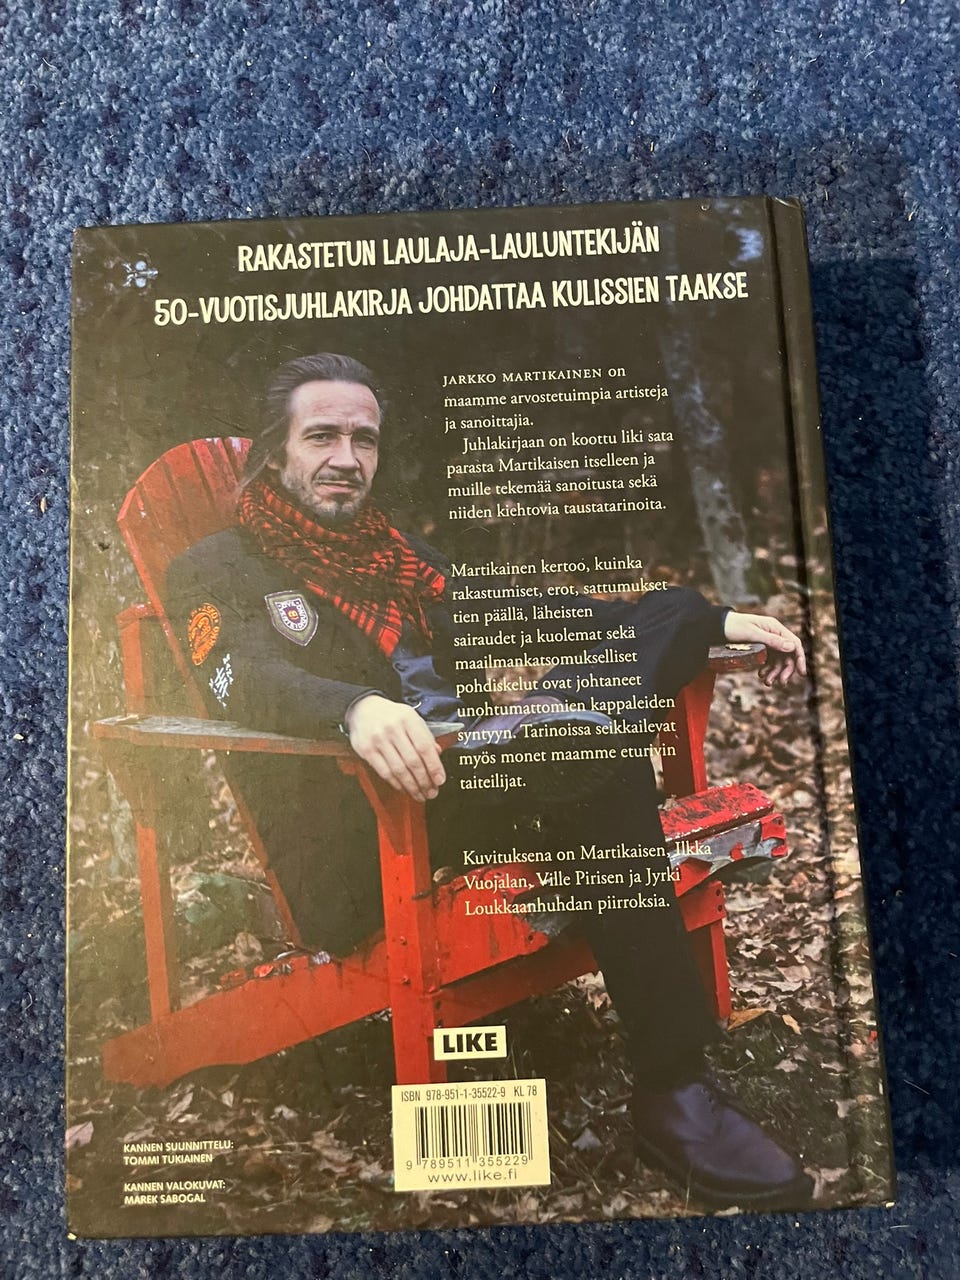 RAKASTETUN LAULAJA-LAULUNTEKIJÄN
50-VUOTISJUHLAKIRJA JOHDATTAA KULISSIEN TAAKSE
JARKKO MARTIKAINEN on
maamme arvostetuimpia artisteja
ja sanoittajia.
Juhlakirjaan on koottu liki sata
parasta Martikaisen itselleen ja
muille tekemää sanoitusta sekä
niiden kiehtovia taustatarinoita.
Martikainen kertoo, kuinka
rakastumiset, erot, sattumukset
tien päällä, läheisten
sairaudet ja kuolemat sekä
maailmankatsomukselliset
pohdiskelut ovat johtaneet
unohtumattomien kappaleiden
syntyyn. Tarinoissa seikkailevat
myös monet maamme eturivin
taiteilijat.
Kuvituksena on Martikaisen, Ilkka
Vuojalan, Ville Pirisen ja Jyrki
Loukkaanhuhdan piirroksia.
LIKE
ISBN 978-951-1-35522-9 KL 78
9 789511 355229
www.like.fi
KANNEN SUUNNITTELU:
TOMMI TUKIAINEN
KANNEN VALOKUVAT:
MAREK SABOGAL